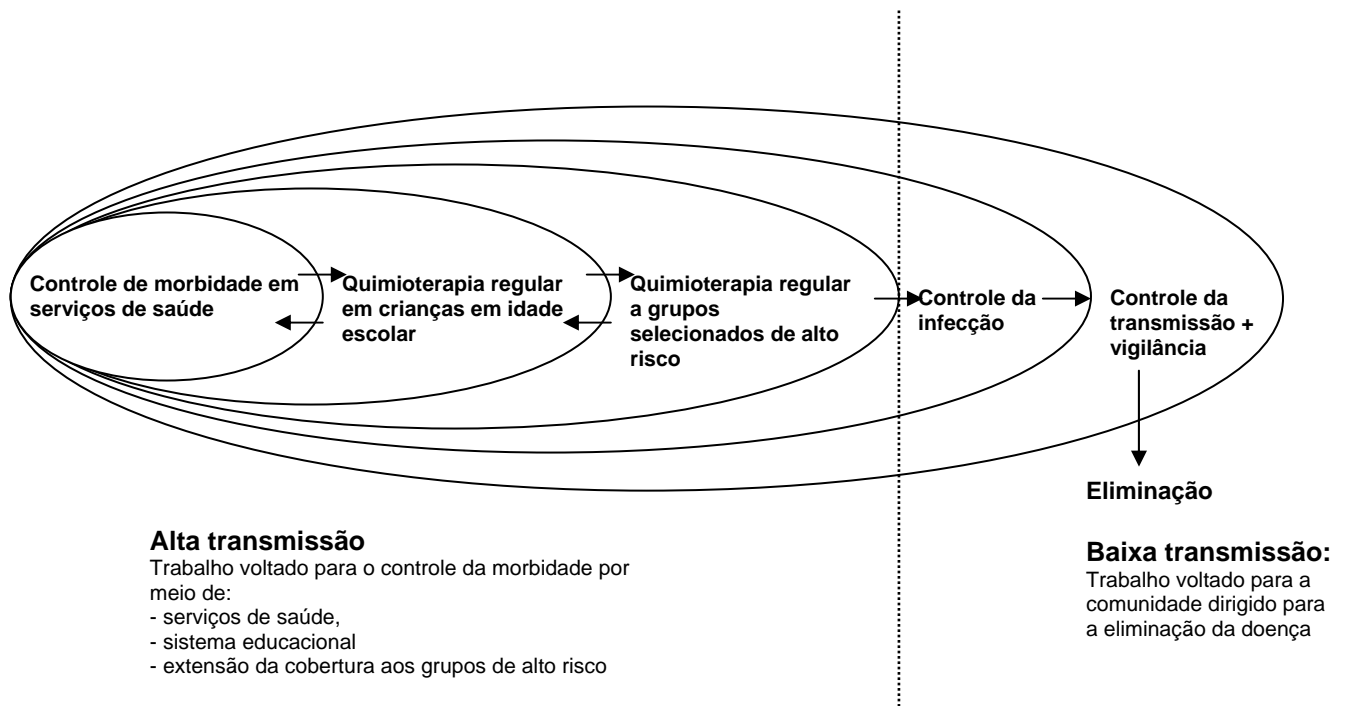 Controle de morbidade em
serviços de saúde
Quimioterapia regular
em crianças em idade
escolar
Quimioterapia regular
a grupos
selecionados de alto
risco
Controle da
infecção
Controle da
transmissão +
vigilância
Eliminação
Alta transmissão
Trabalho voltado para o controle da morbidade por
meio de:
- serviços de saúde,
- sistema educacional
- extensão da cobertura aos grupos de alto risco
Baixa transmissão:
Trabalho voltado para a
comunidade dirigido para
a eliminação da doença